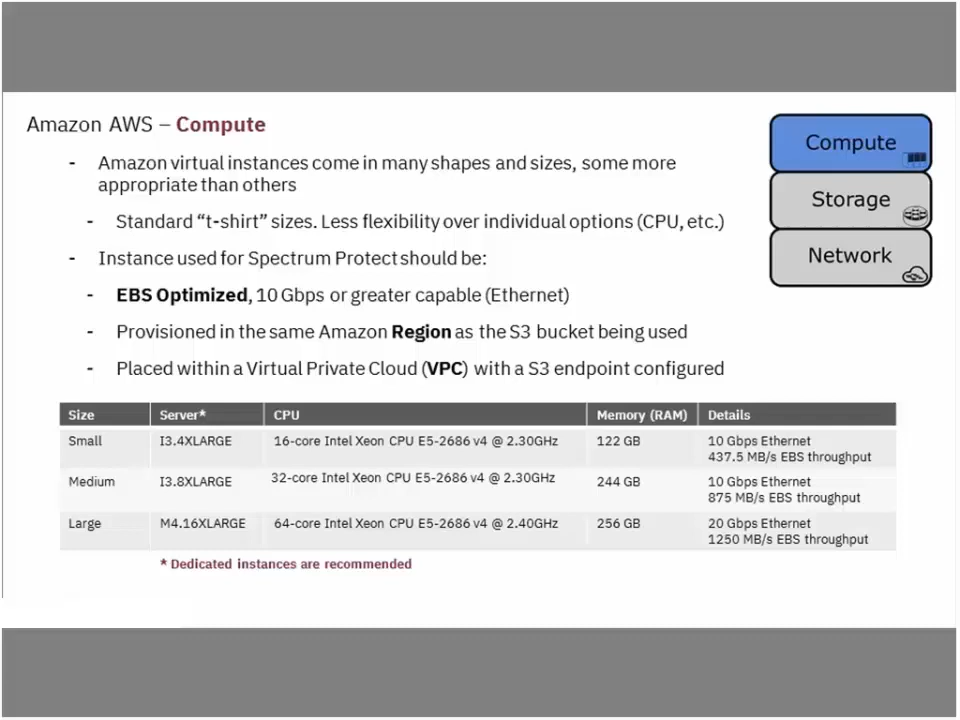 Amazon AWS – Compute
- Amazon virtual instances come in many shapes and sizes, some more
appropriate than others
- Standard “t-shirt” sizes. Less flexibility over individual options (CPU, etc.)
- Instance used for Spectrum Protect should be:
- EBS Optimized, 10 Gbps or greater capable (Ethernet)
- Provisioned in the same Amazon Region as the S3 bucket being used
- Placed within a Virtual Private Cloud (VPC) with a S3 endpoint configured
Compute
Storage
Network
Size Server* CPU Memory (RAM) Details
Small I3.4XLARGE 16-core Intel Xeon CPU E5-2686 v4 @ 2.30GHz 122 GB 10 Gbps Ethernet
437.5 MB/s EBS throughput
Medium I3.8XLARGE 32-core Intel Xeon CPU E5-2686 v4 @ 2.30GHz 244 GB 10 Gbps Ethernet
875 MB/s EBS throughput
Large M4.16XLARGE 64-core Intel Xeon CPU E5-2686 v4 @ 2.40GHz 256 GB 20 Gbps Ethernet
1250 MB/s EBS throughput
* Dedicated instances are recommended